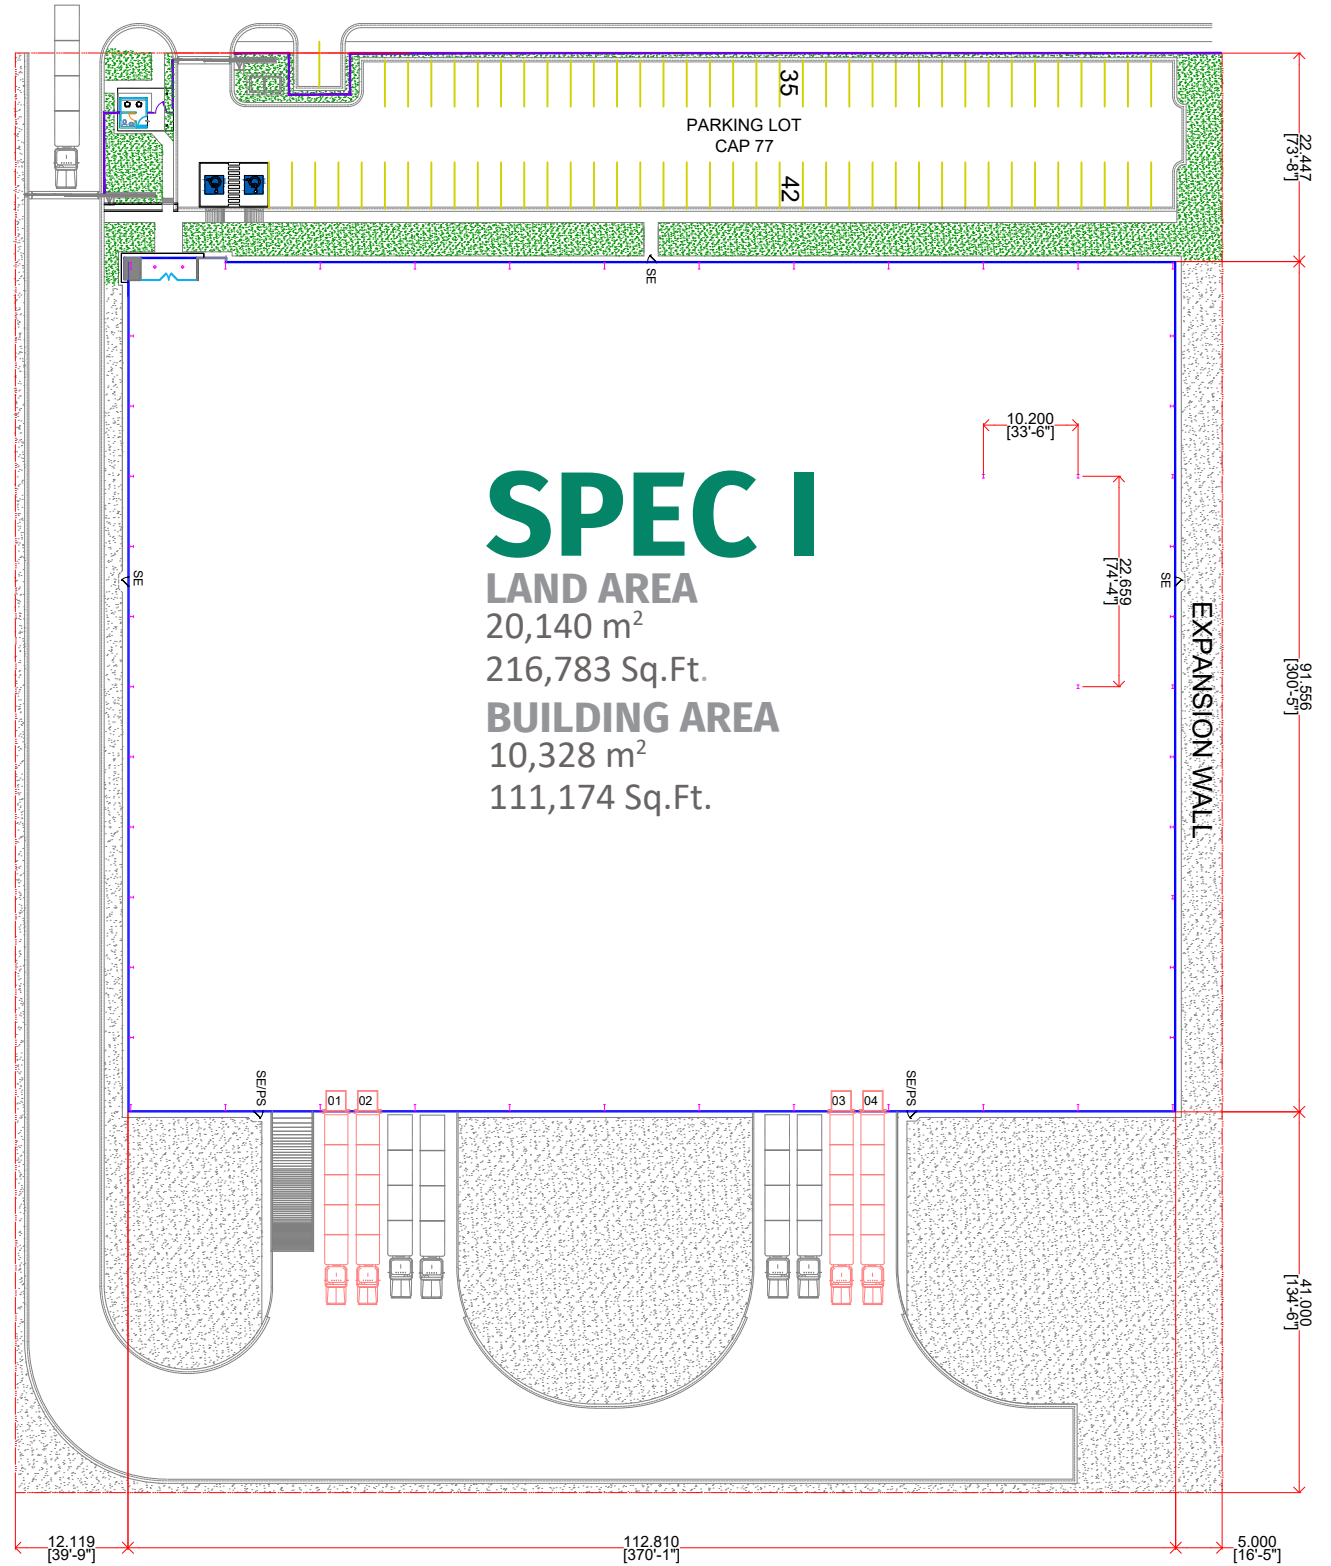 35
PARKING LOT
CAP 77
42
22.447
[73'-8"]
SE
10.200
[33'-6"]
SPEC I
LAND AREA
20,140 m²
216,783 Sq.Ft.
BUILDING AREA
10,328 m²
111,174 Sq.Ft.
22.659
[74'-4"]
SE
SE
EXPANSION WALL
91.556
[300'-5"]
SE/PS
01
02
SE/PS
03
04
41.000
[134'-6"]
12.119
[39'-9"]
112.810
[370'-1"]
5.000
[16'-5"]